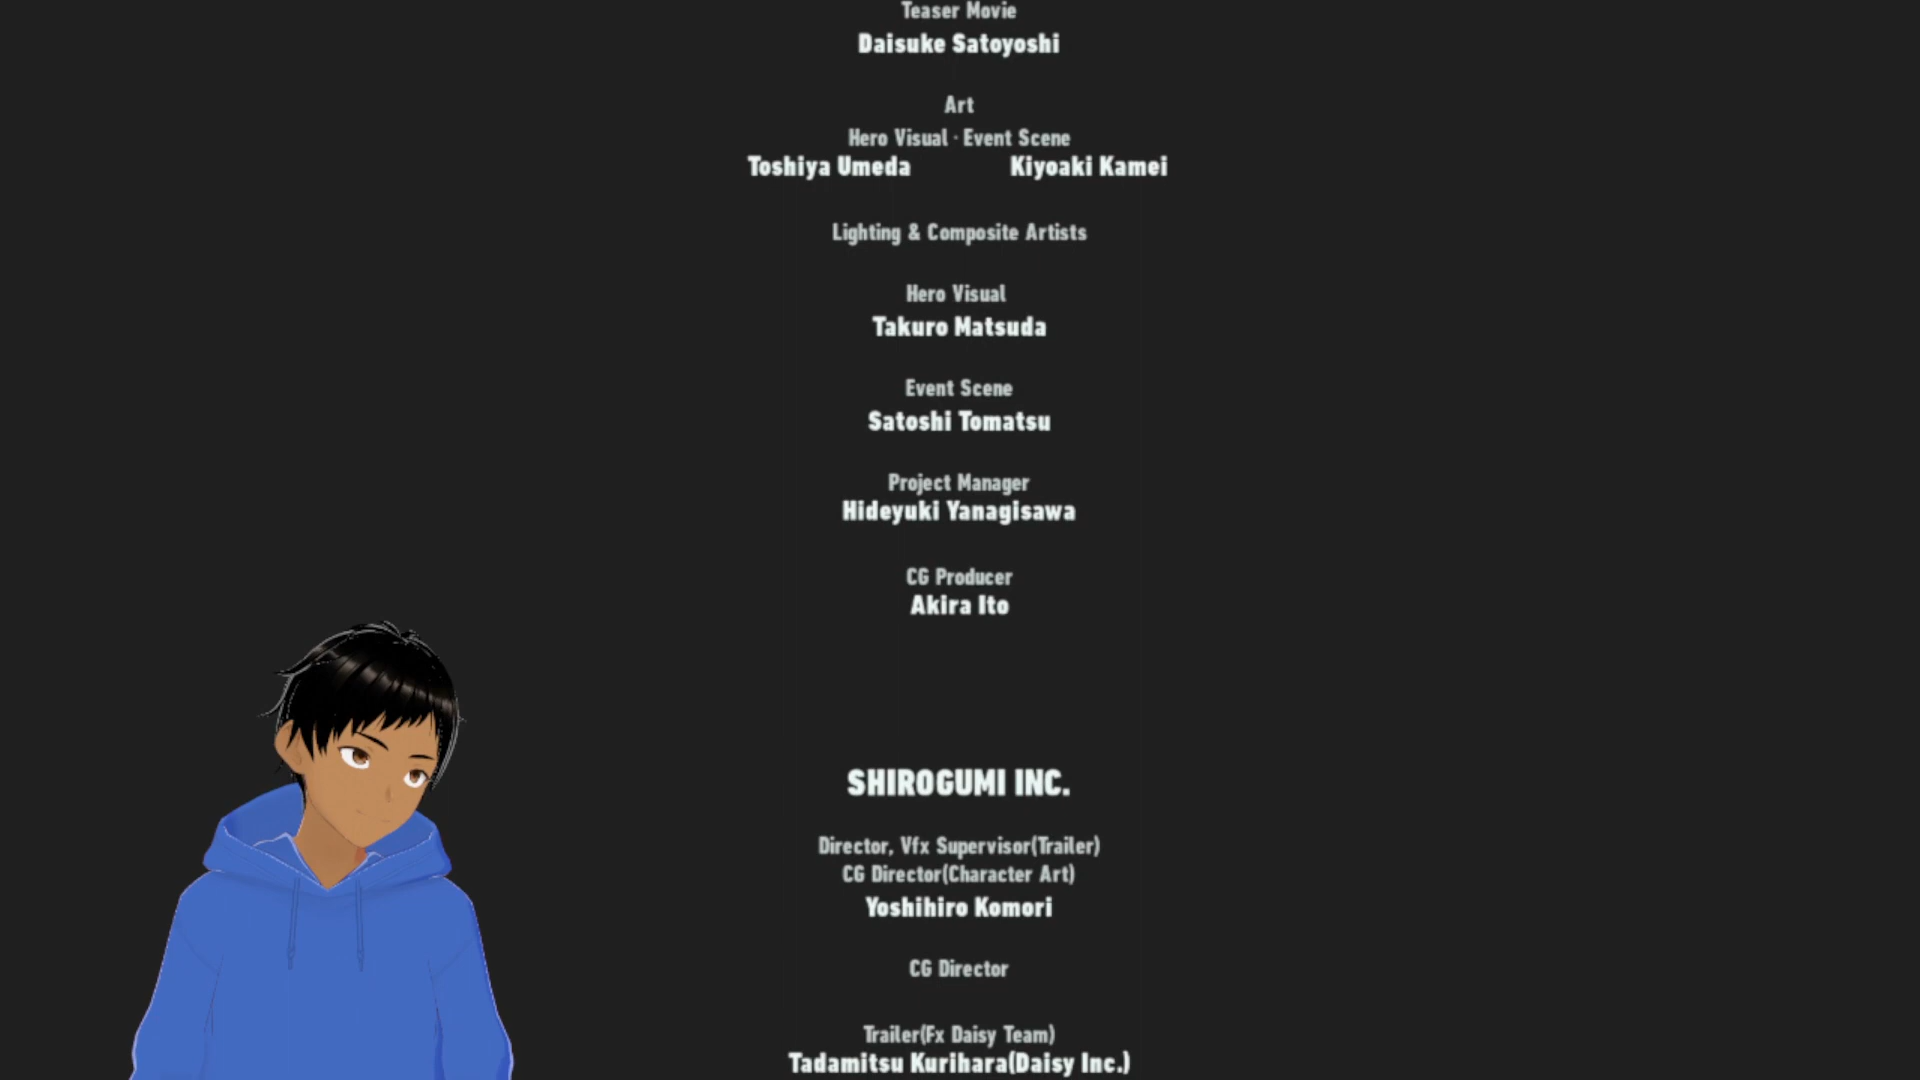 Teaser Movie
Daisuke Satoyoshi
Art
Hero Visual · Event Scene
Toshiya Umeda Kiyoaki Kamei
Lighting & Composite Artists
Hero Visual
Takuro Matsuda
Event Scene
Satoshi Tomatsu
Project Manager
Hideyuki Yanagisawa
CG Producer
Akira Ito
SHIROGUMI INC.
Director, Vfx Supervisor(Trailer)
CG Director(Character Art)
Yoshihiro Komori
CG Director
Trailer(Fx Daisy Team)
Tadamitsu Kurihara(Daisy Inc.)